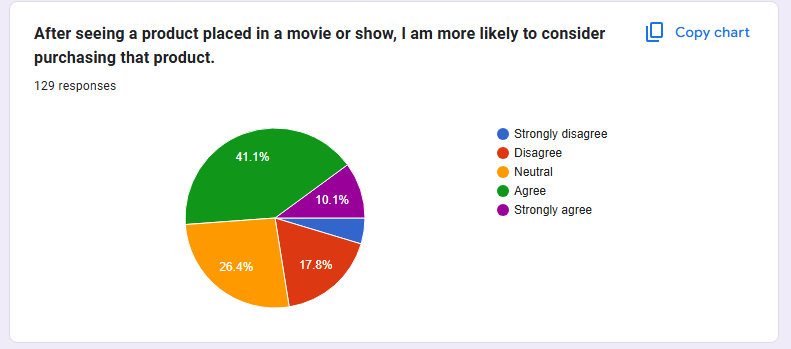 After seeing a product placed in a movie or show, I am more likely to consider
purchasing that product.
Copy chart
129 responses
41.1%
10.1%
26.4%
17.8%
Strongly disagree
Disagree
Neutral
Agree
Strongly agree